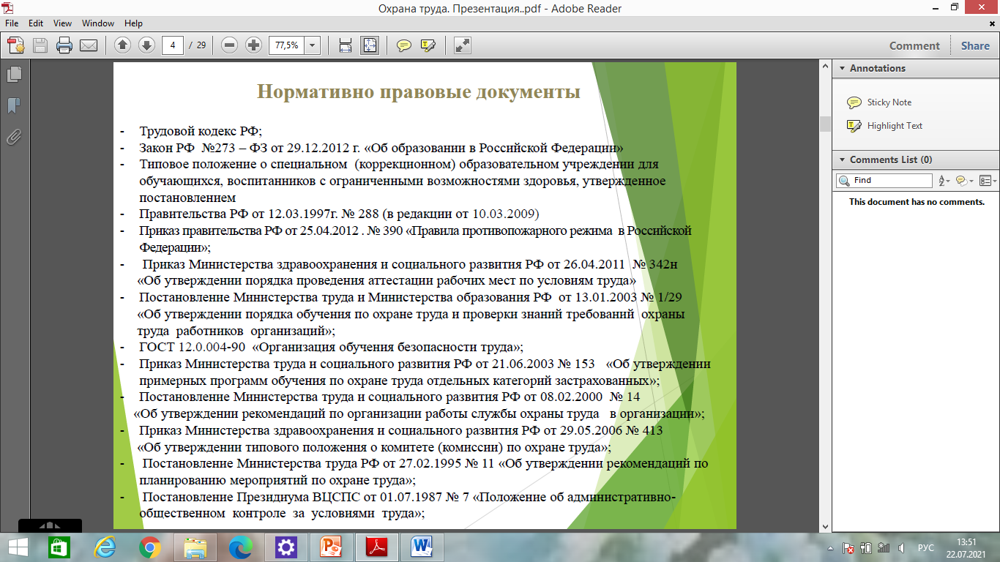 Охрана труда. Презентация..pdf - Adobe Reader
File Edit View Window Help
4 / 29 77,5% Comment Share
Annotations
Sticky Note
Highlight Text
Comments List (0)
Find
This document has no comments.
Нормативно правовые документы
- Трудовой кодекс РФ;
- Закон РФ №273 – ФЗ от 29.12.2012 г. «Об образовании в Российской Федерации»
- Типовое положение о специальном (коррекционном) образовательном учреждении для
обучающихся, воспитанников с ограниченными возможностями здоровья, утвержденное
постановлением
- Правительства РФ от 12.03.1997г. № 288 (в редакции от 10.03.2009)
- Приказ правительства РФ от 25.04.2012 . № 390 «Правила противопожарного режима в Российской
Федерации»;
- Приказ Министерства здравоохранения и социального развития РФ от 26.04.2011 № 342н
«Об утверждении порядка проведения аттестации рабочих мест по условиям труда»
- Постановление Министерства труда и Министерства образования РФ от 13.01.2003 № 1/29
«Об утверждении порядка обучения по охране труда и проверки знаний требований охраны
труда работников организаций»;
- ГОСТ 12.0.004-90 «Организация обучения безопасности труда»;
- Приказ Министерства труда и социального развития РФ от 21.06.2003 № 153 «Об утверждении
примерных программ обучения по охране труда отдельных категорий застрахованных»;
- Постановление Министерства труда и социального развития РФ от 08.02.2000 № 14
«Об утверждении рекомендаций по организации работы службы охраны труда в организации»;
- Приказ Министерства здравоохранения и социального развития РФ от 29.05.2006 № 413
«Об утверждении типового положения о комитете (комиссии) по охране труда»;
- Постановление Министерства труда РФ от 27.02.1995 № 11 «Об утверждении рекомендаций по
планированию мероприятий по охране труда»;
- Постановление Президиума ВЦСПС от 01.07.1987 № 7 «Положение об административно-
общественном контроле за условиями труда»;
РУС
13:51
22.07.2021